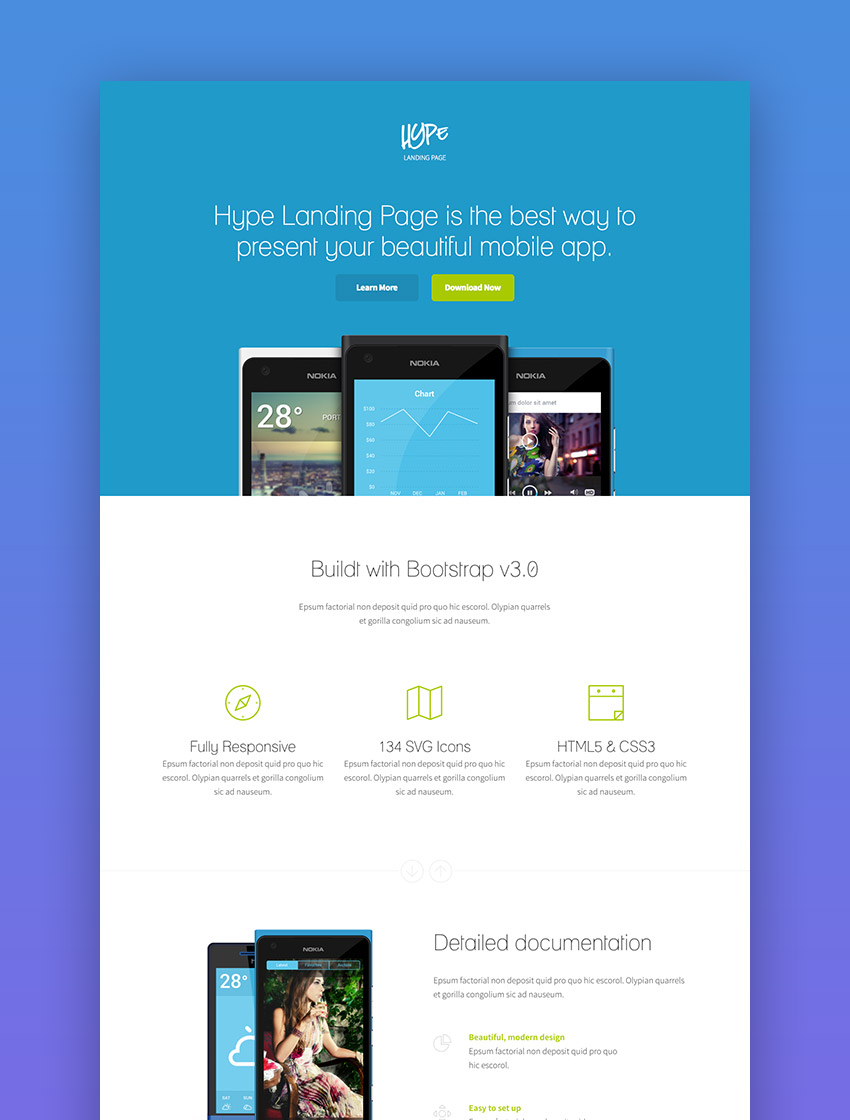 HYPE
LANDING PAGE
Hype Landing Page is the best way to
present your beautiful mobile app.
Learn More
Download Now
NOKIA
NOKIA
NOKIA
28°
PORT
Chart
$100
$80
$60
$40
$20
$0
NOV DEC JAN FEB
um dolor sit amet
HD
Buildt with Bootstrap v3.0
Epsum factorial non deposit quid pro quo hic escorol. Olypian quarrels
et gorilla congolium sic ad nauseum.
Fully Responsive
Epsum factorial non deposit quid pro quo hic
escorol. Olypian quarrels et gorilla congolium
sic ad nauseum.
134 SVG Icons
Epsum factorial non deposit quid pro quo hic
escorol. Olypian quarrels et gorilla congolium
sic ad nauseum.
HTML5 & CSS3
Epsum factorial non deposit quid pro quo hic
escorol. Olypian quarrels et gorilla congolium
sic ad nauseum.
NOKIA
Latest Favorites
28°
SAT SUN
Detailed documentation
Epsum factorial non deposit quid pro quo hic escorol. Olypian quarrels
et gorilla congolium sic ad nauseum.
Beautiful, modern design
Epsum factorial non deposit quid pro quo
hic escorol.
Easy to set up